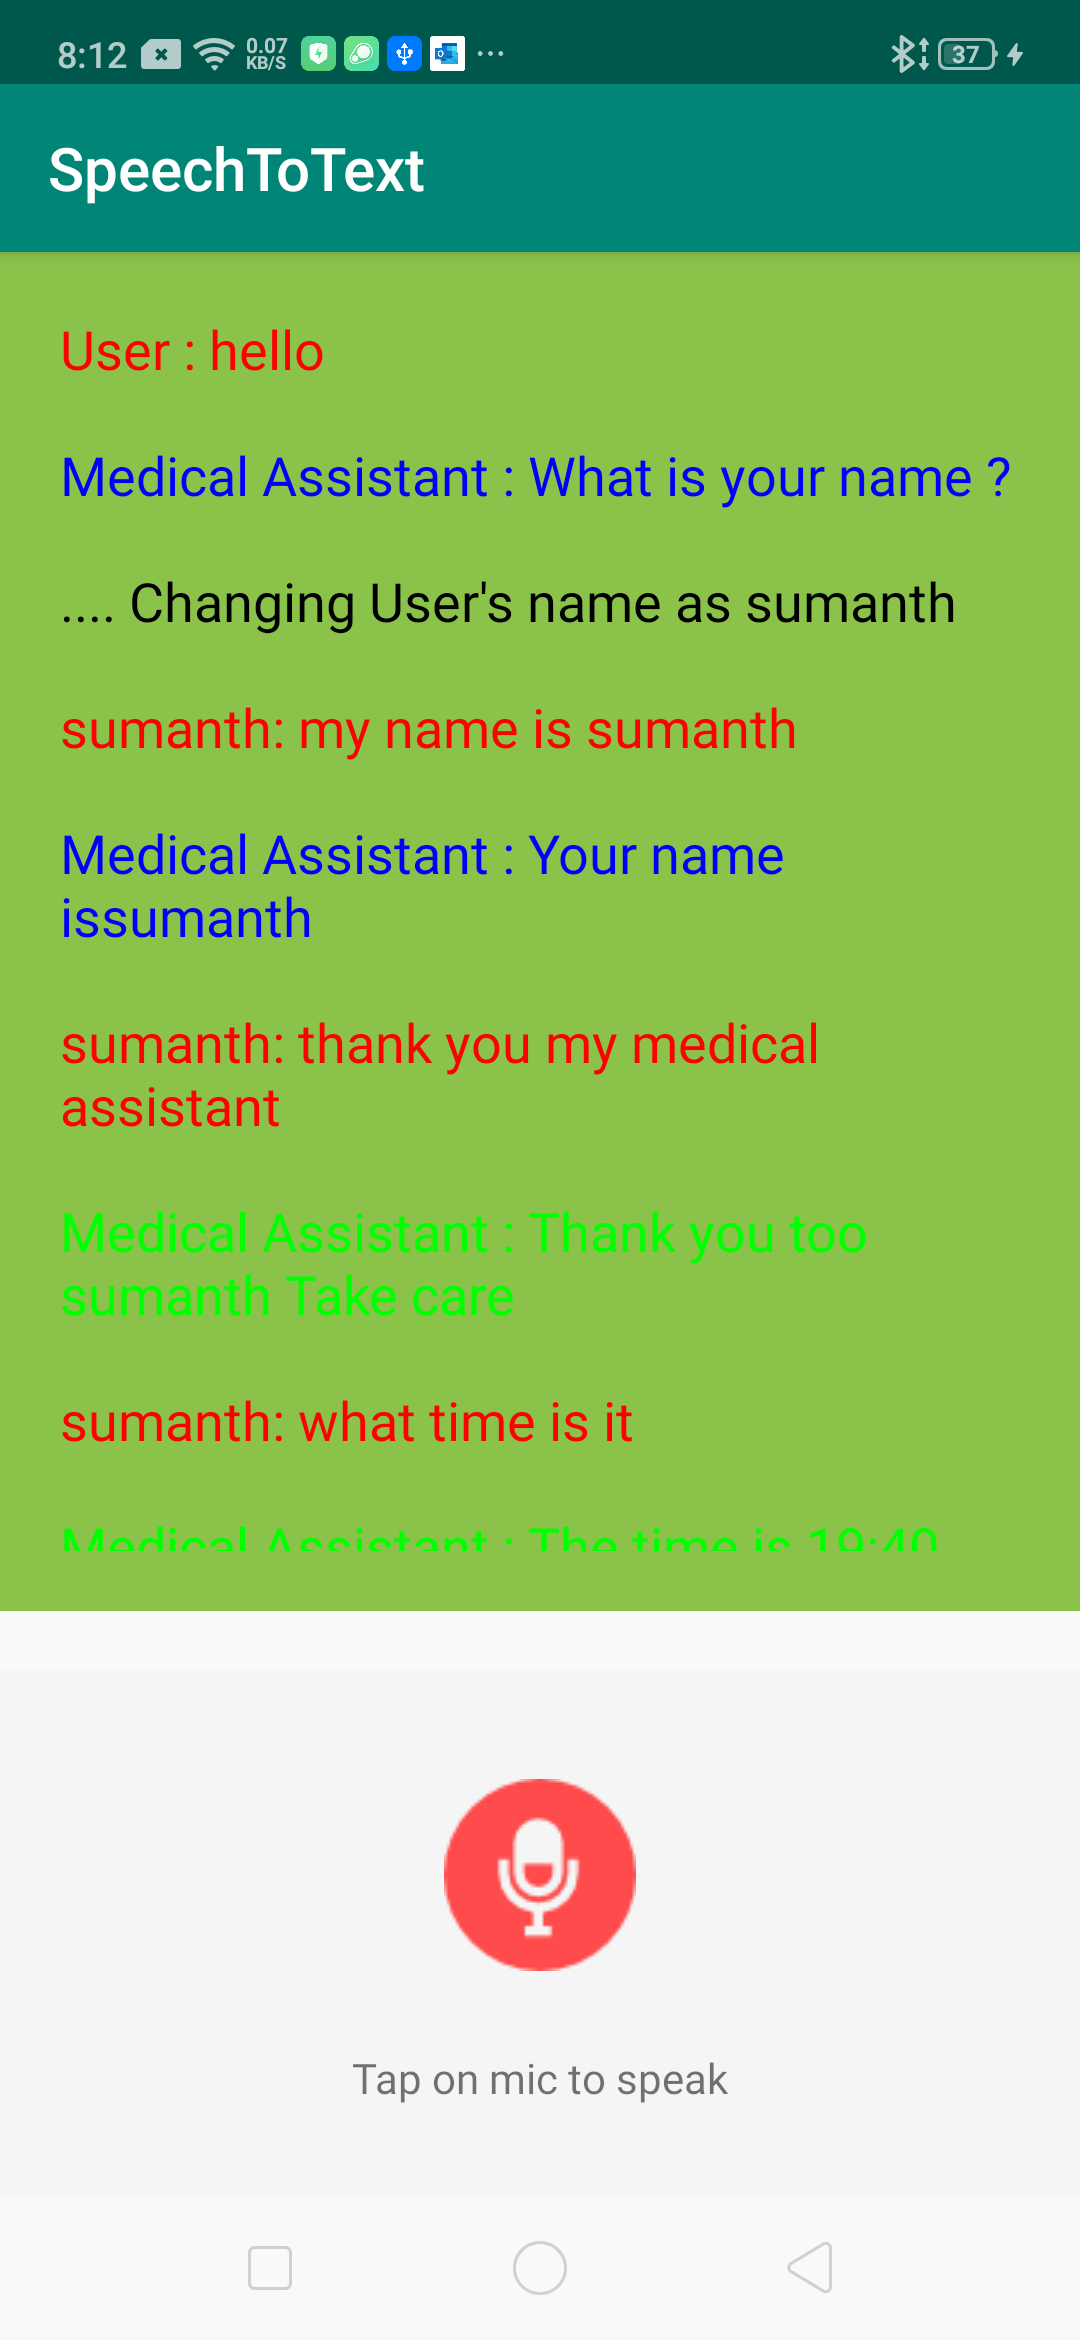 8:12 0.07 KB/S 37
SpeechToText
User : hello
Medical Assistant : What is your name ?
.... Changing User's name as sumanth
sumanth: my name is sumanth
Medical Assistant : Your name
issumanth
sumanth: thank you my medical
assistant
Medical Assistant : Thank you too
sumanth Take care
sumanth: what time is it
Medical Assistant : The time is 19:40
Tap on mic to speak